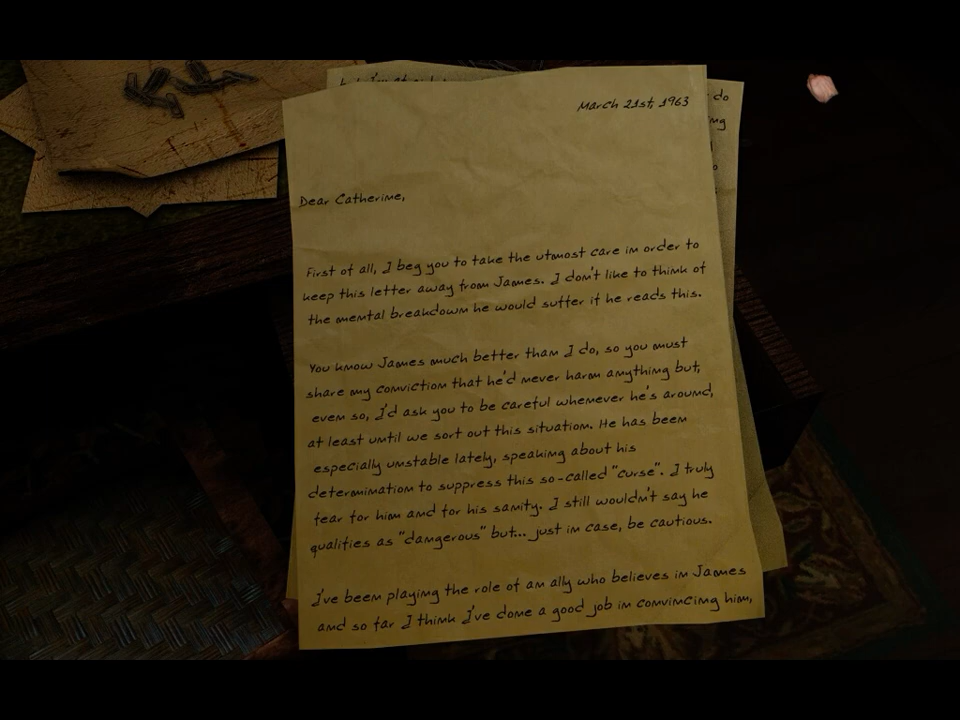 March 21st, 1963
do
Dear Catherine,
First of all, I beg you to take the utmost care in order to
keep this letter away from James. I don't like to think of
the mental breakdown he would suffer if he reads this.
You know James much better than I do, so you must
share my conviction that he'd never harm anything but,
even so, I'd ask you to be careful whenever he's around,
at least until we sort out this situation. He has been
especially unstable lately, speaking about his
determination to suppress this so-called "curse". I truly
fear for him and for his sanity. I still wouldn't say he
qualifies as "dangerous" but... just in case, be cautious.
I've been playing the role of an ally who believes in James
and so far I think I've done a good job in convincing him,